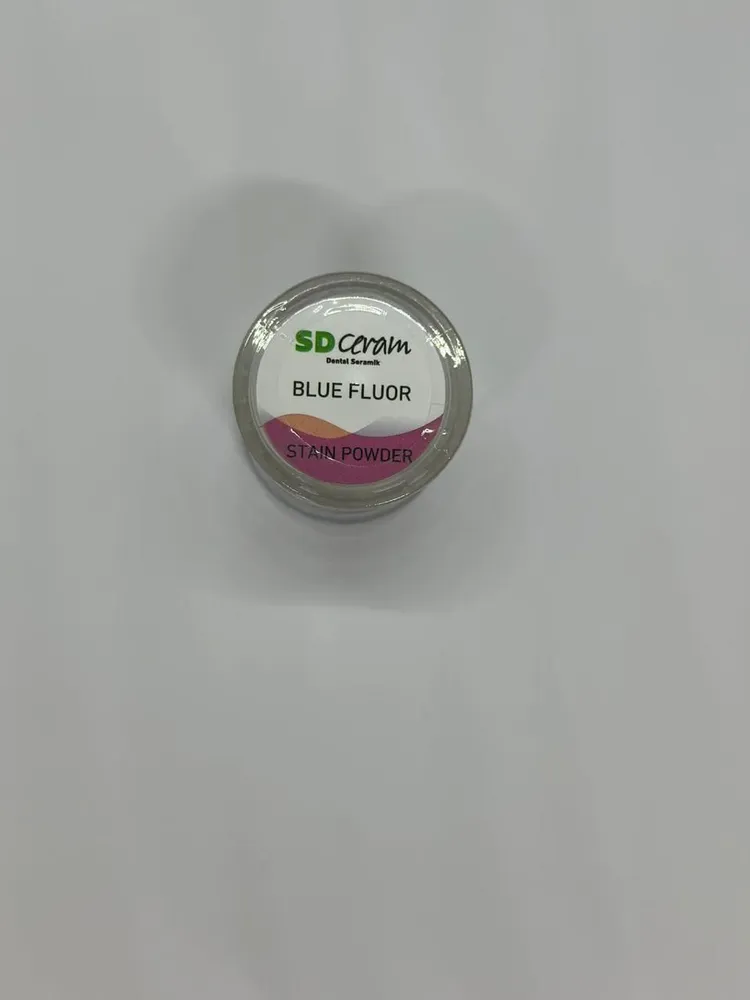 SD ceram
Dental Seramik
BLUE FLUOR
STAIN POWDER